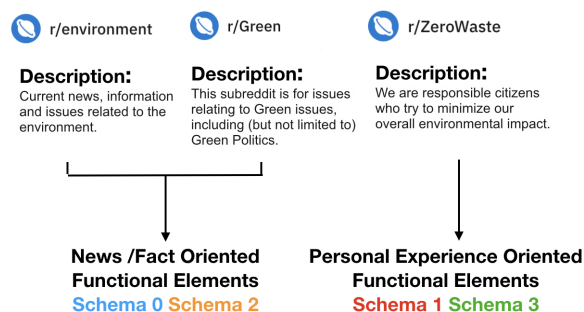 r/environment
Description:
Current news, information
and issues related to the
environment.
r/Green
Description:
This subreddit is for issues
relating to Green issues,
including (but not limited to)
Green Politics.
r/ZeroWaste
Description:
We are responsible citizens
who try to minimize our
overall environmental impact.
News /Fact Oriented
Functional Elements
Schema 0 Schema 2
Personal Experience Oriented
Functional Elements
Schema 1 Schema 3